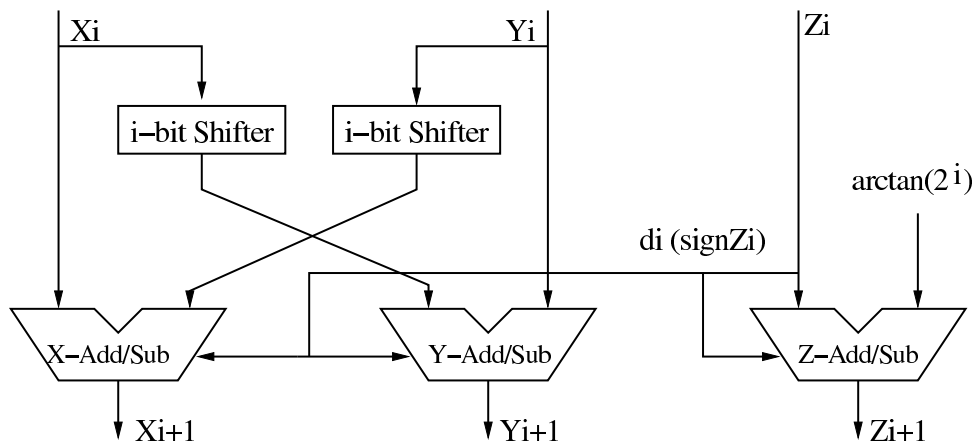 Xi
Yi
Zi
i−bit Shifter
i−bit Shifter
arctan(2^i)
di (signZi)
X−Add/Sub
Y−Add/Sub
Z−Add/Sub
Xi+1
Yi+1
Zi+1